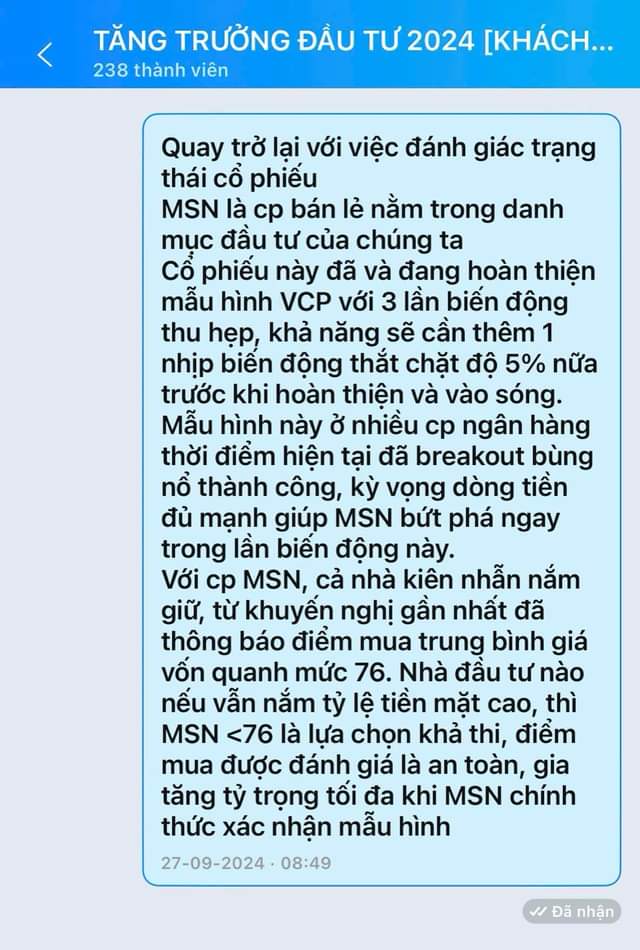 TĂNG TRƯỞNG ĐẦU TƯ 2024 [KHÁCH...
238 thành viên
Quay trở lại với việc đánh giác trạng
thái cổ phiếu
MSN là cp bán lẻ nằm trong danh
mục đầu tư của chúng ta
Cổ phiếu này đã và đang hoàn thiện
mẫu hình VCP với 3 lần biến động
thu hẹp, khả năng sẽ cần thêm 1
nhịp biến động thắt chặt độ 5% nữa
trước khi hoàn thiện và vào sóng.
Mẫu hình này ở nhiều cp ngân hàng
thời điểm hiện tại đã breakout bùng
nổ thành công, kỳ vọng dòng tiền
đủ mạnh giúp MSN bứt phá ngay
trong lần biến động này.
Với cp MSN, cả nhà kiên nhẫn nắm
giữ, từ khuyến nghị gần nhất đã
thông báo điểm mua trung bình giá
vốn quanh mức 76. Nhà đầu tư nào
nếu vẫn nắm tỷ lệ tiền mặt cao, thì
MSN <76 là lựa chọn khả thi, điểm
mua được đánh giá là an toàn, gia
tăng tỷ trọng tối đa khi MSN chính
thức xác nhận mẫu hình
27-09-2024 · 08:49
Đã nhận